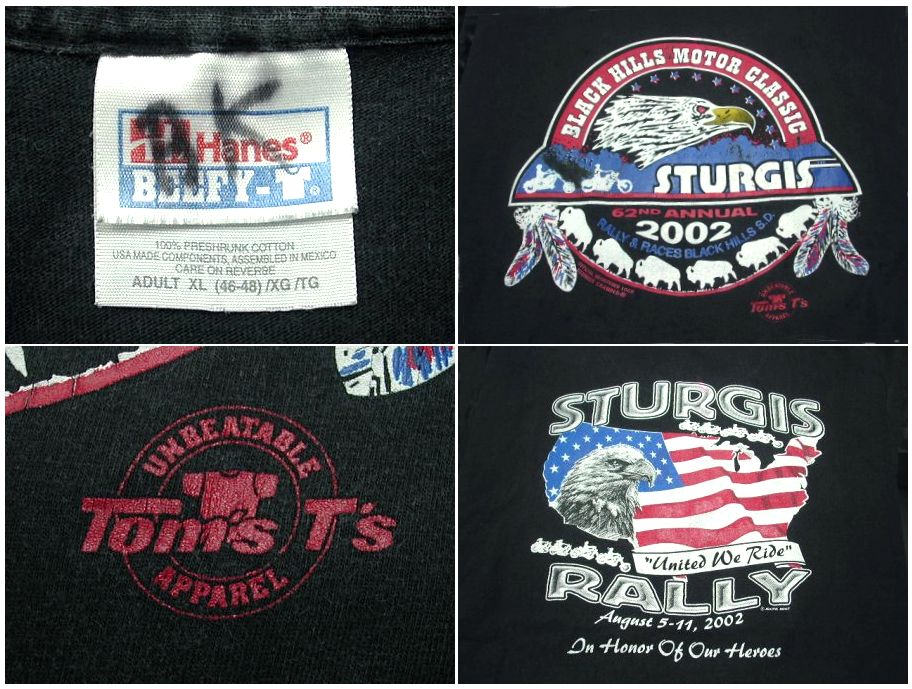 AK
Hanes®
BEEFY-T®
100% PRESHRUNK COTTON
USA MADE COMPONENTS, ASSEMBLED IN MEXICO
CARE ON REVERSE
ADULT XL (46-48) /XG /TG
BLACK HILLS MOTOR CLASSIC
STURGIS
62ND ANNUAL
2002
RALLY & RACES BLACK HILLS S.D.
UNBEATABLE
Tom's T's
APPAREL
UNBEATABLE
Tom's T's
APPAREL
STURGIS
"United We Ride"
RALLY
August 5-11, 2002
In Honor Of Our Heroes